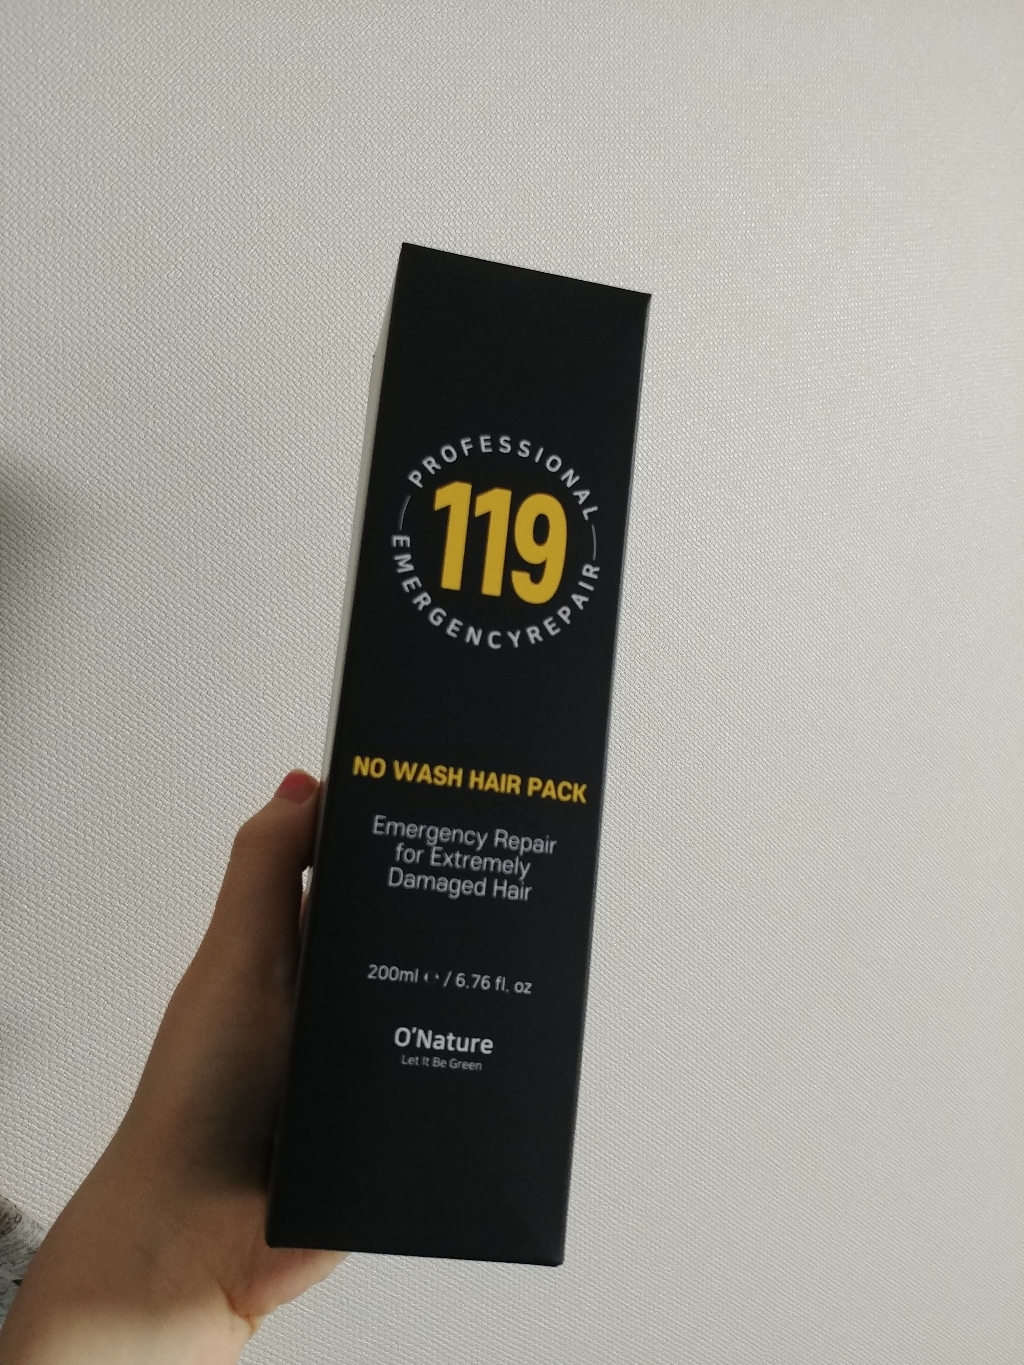 PROFESSIONAL
119
EMERGENCYREPAIR
NO WASH HAIR PACK
Emergency Repair
for Extremely
Damaged Hair
200ml ℮ / 6.76 fl. oz
O'Nature
Let It Be Green